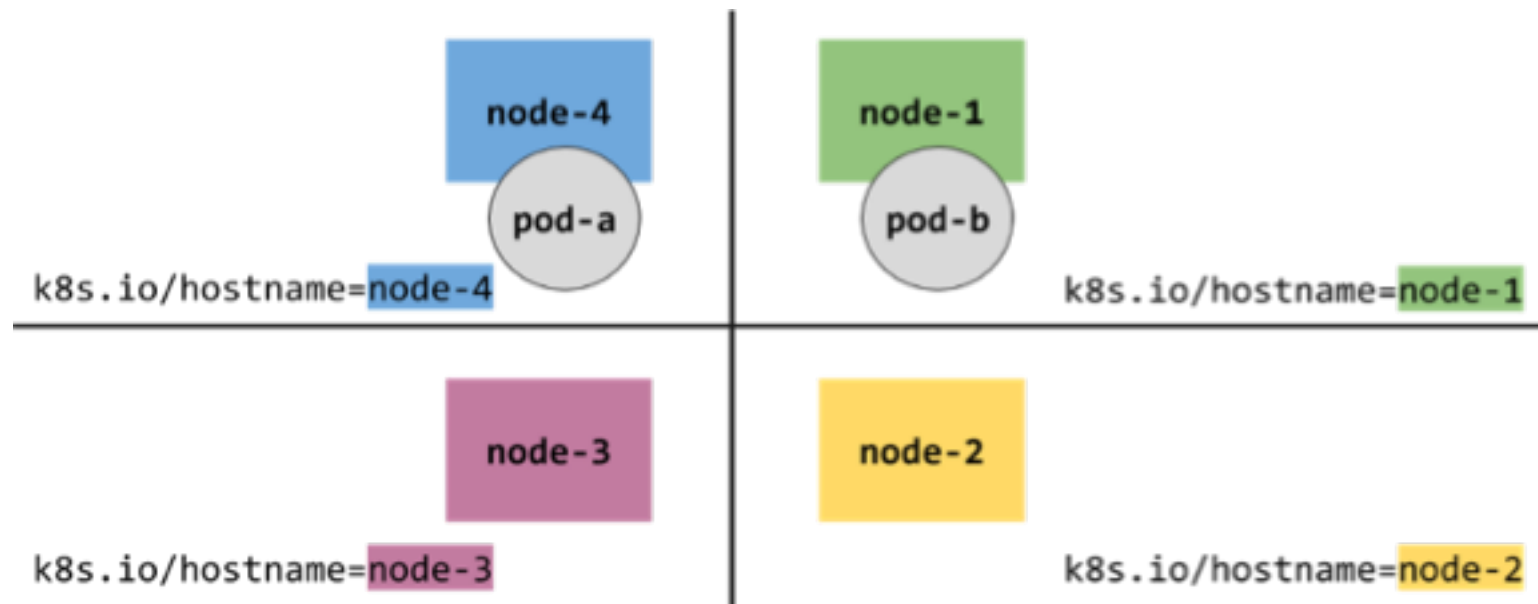 node-4
pod-a
k8s.io/hostname=node-4
node-1
pod-b
k8s.io/hostname=node-1
node-3
k8s.io/hostname=node-3
node-2
k8s.io/hostname=node-2